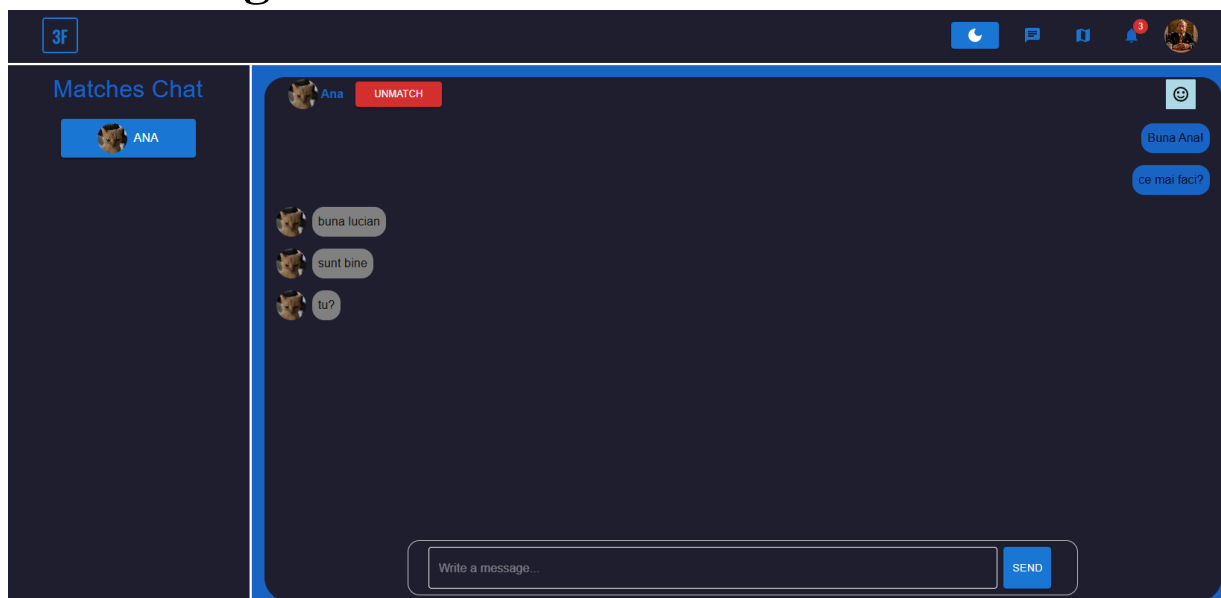 3F
3
Matches Chat
ANA
Ana
UNMATCH
Buna Ana!
ce mai faci?
buna lucian
sunt bine
tu?
Write a message...
SEND